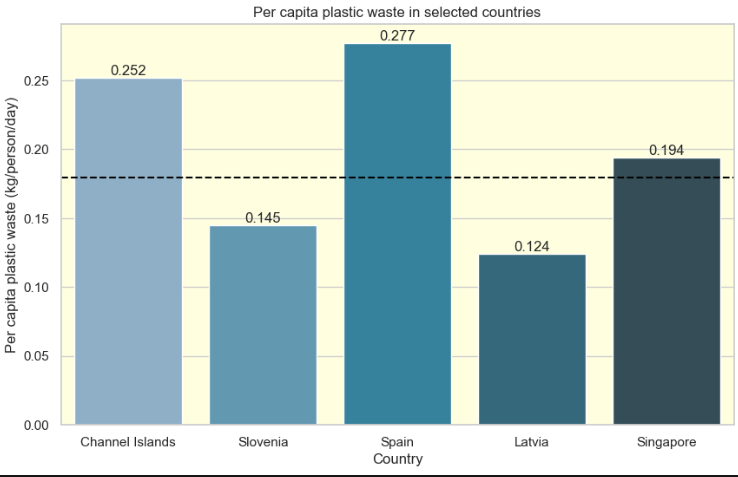 Per capita plastic waste in selected countries
Per capita plastic waste (kg/person/day)
0.25
0.20
0.15
0.10
0.05
0.00
0.252
0.145
0.277
0.124
0.194
Channel Islands
Slovenia
Spain
Latvia
Singapore
Country